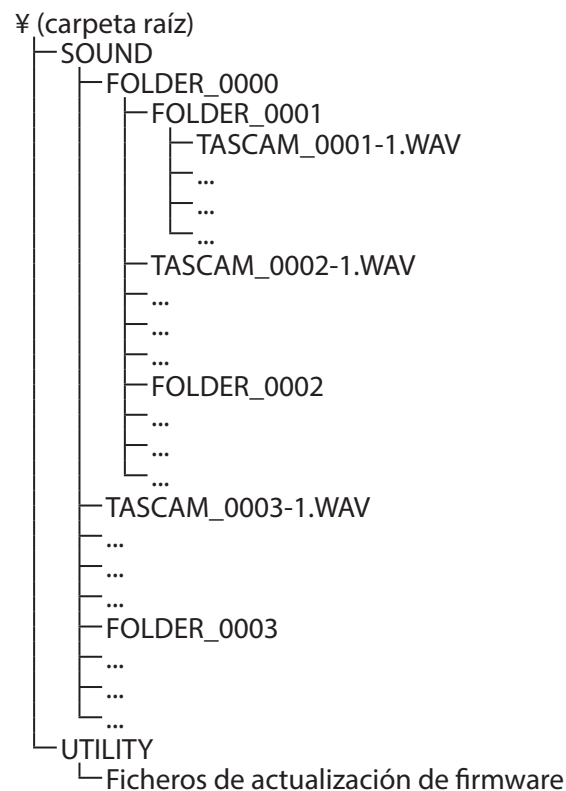 ¥ (carpeta raíz)
SOUND
FOLDER_0000
FOLDER_0001
TASCAM_0001-1.WAV
...
...
...
TASCAM_0002-1.WAV
...
...
...
FOLDER_0002
...
...
...
TASCAM_0003-1.WAV
...
...
...
FOLDER_0003
...
...
...
UTILITY
Ficheros de actualización de firmware